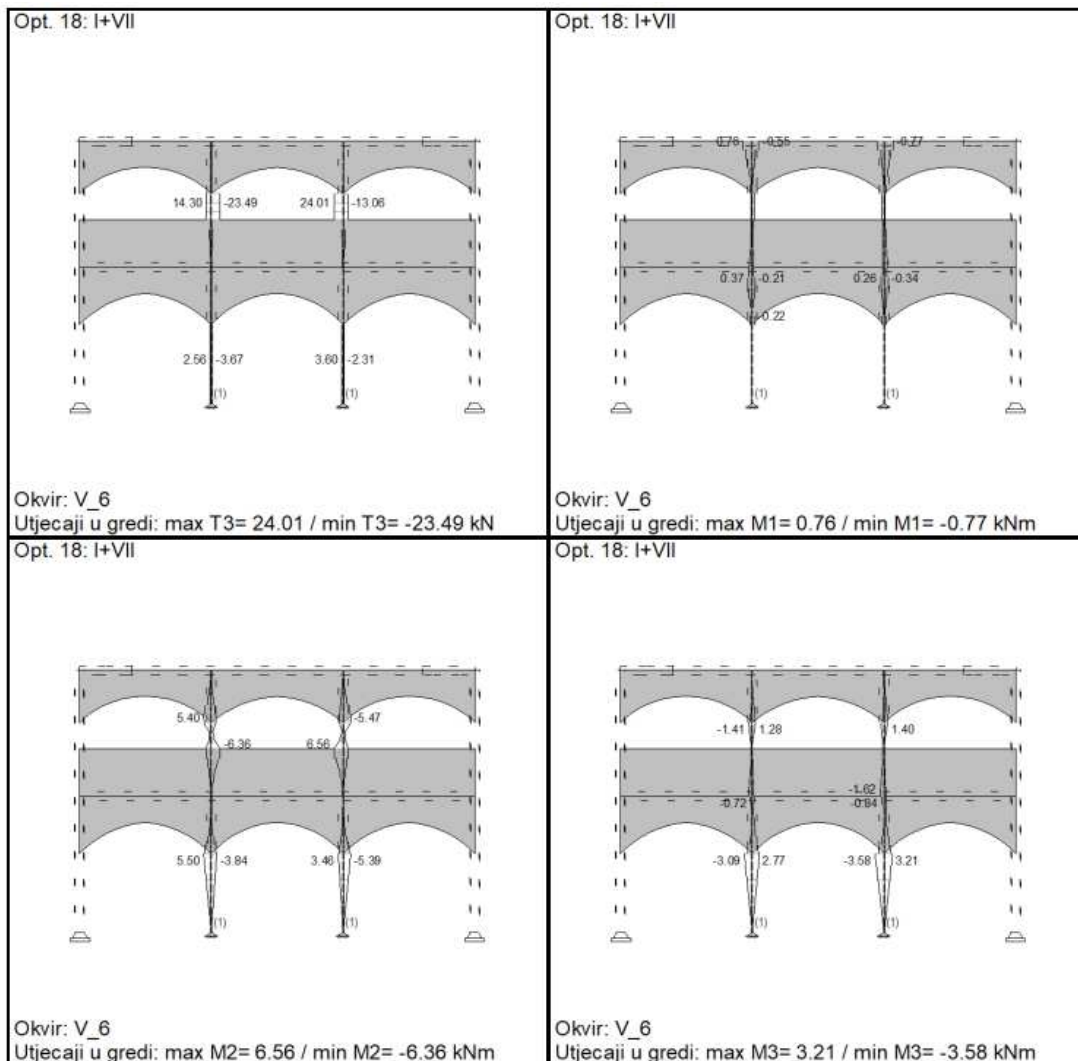 Opt. 18: I+VII
14.30 -23.49 24.01 -13.06
2.56 -3.67 3.60 -2.31
(1) (1)
Okvir: V_6
Utjecaji u gredi: max T3= 24.01 / min T3= -23.49 kN
Opt. 18: I+VII
0.76 -0.55 -0.77
0.37 -0.21 0.26 -0.34
-0.22
(1) (1)
Okvir: V_6
Utjecaji u gredi: max M1= 0.76 / min M1= -0.77 kNm
Opt. 18: I+VII
5.40 -5.47
-6.36 6.56
5.50 -3.84 3.46 -5.39
(1) (1)
Okvir: V_6
Utjecaji u gredi: max M2= 6.56 / min M2= -6.36 kNm
Opt. 18: I+VII
-1.41 1.28 1.40
-1.62
-0.72 -0.84
-3.09 2.77 -3.58 3.21
(1) (1)
Okvir: V_6
Utjecaji u gredi: max M3= 3.21 / min M3= -3.58 kNm